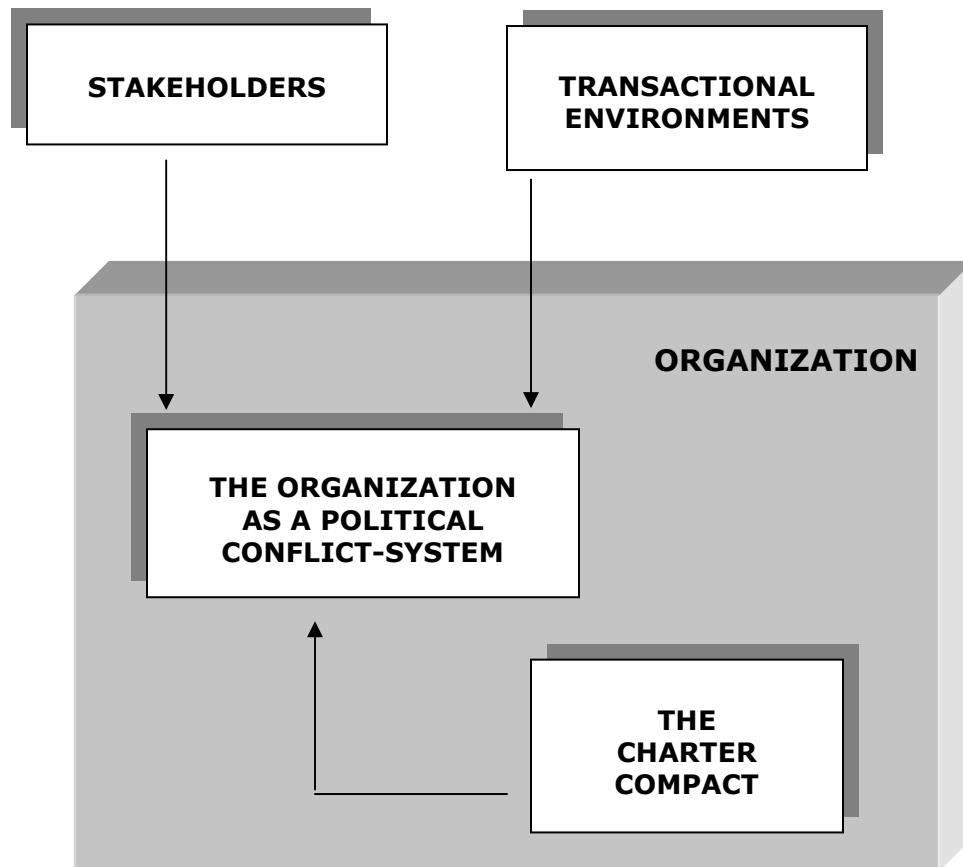 STAKEHOLDERS
TRANSACTIONAL
ENVIRONMENTS
ORGANIZATION
THE ORGANIZATION
AS A POLITICAL
CONFLICT-SYSTEM
THE
CHARTER
COMPACT